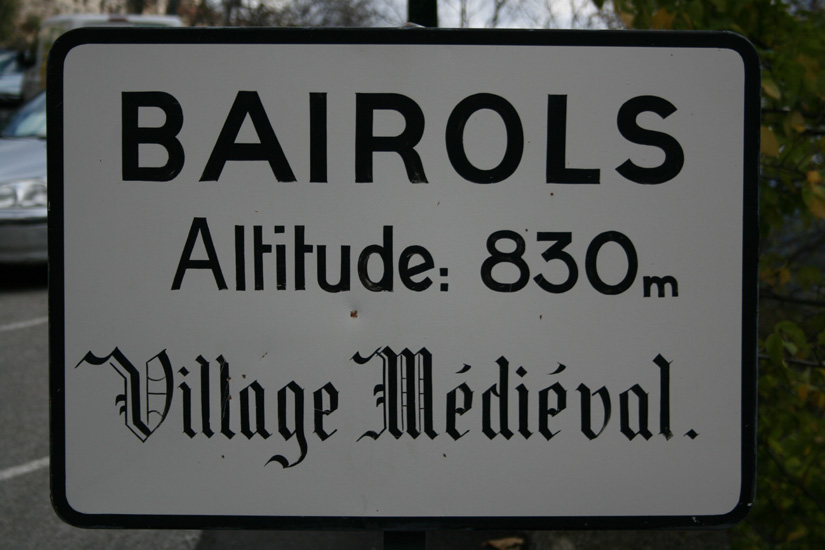 BAIROLS
Altitude: 830m
Village Médiéval.